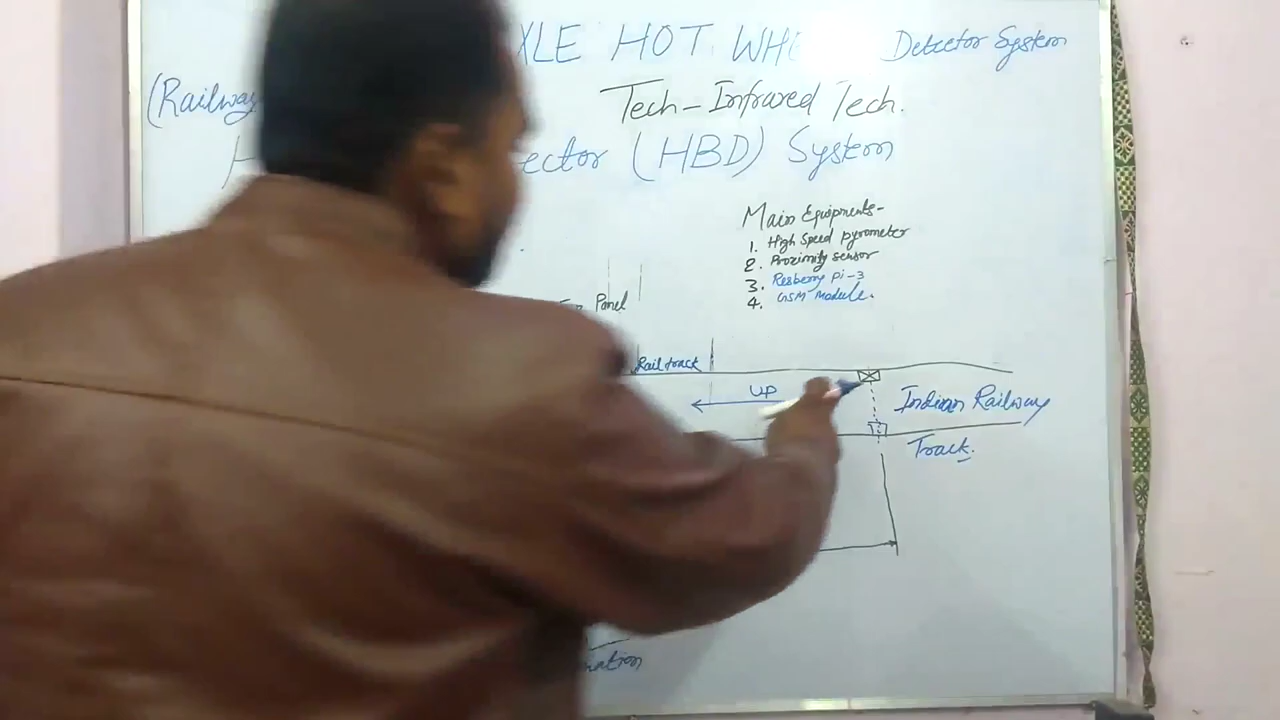 XLE HOT WH Detector System
(Railway
Tech-Infrared Tech.
ector (HBD) System
Main Equipments-
1. High Speed pyrometer
2. Proximity sensor
3. Resberry Pi-3
4. GSM Module.
Panel
Rail track
UP
Indian Railway
Track.